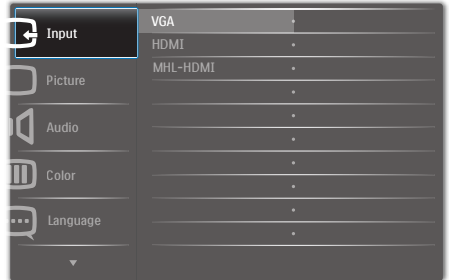 Input
Picture
Audio
Color
Language
VGA
HDMI
MHL-HDMI